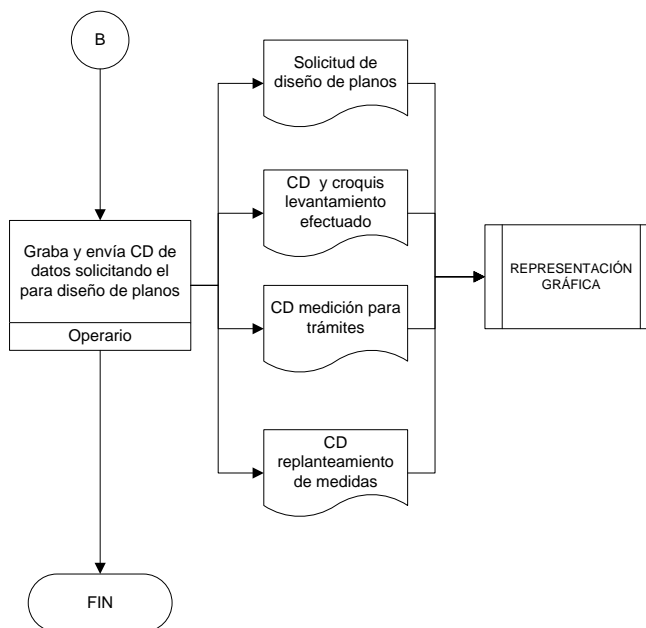 B
Solicitud de
diseño de planos
CD y croquis
levantamiento
efectuado
Graba y envía CD de
datos solicitando el
para diseño de planos
Operario
CD medición para
trámites
CD
replanteamiento
de medidas
REPRESENTACIÓN
GRÁFICA
FIN